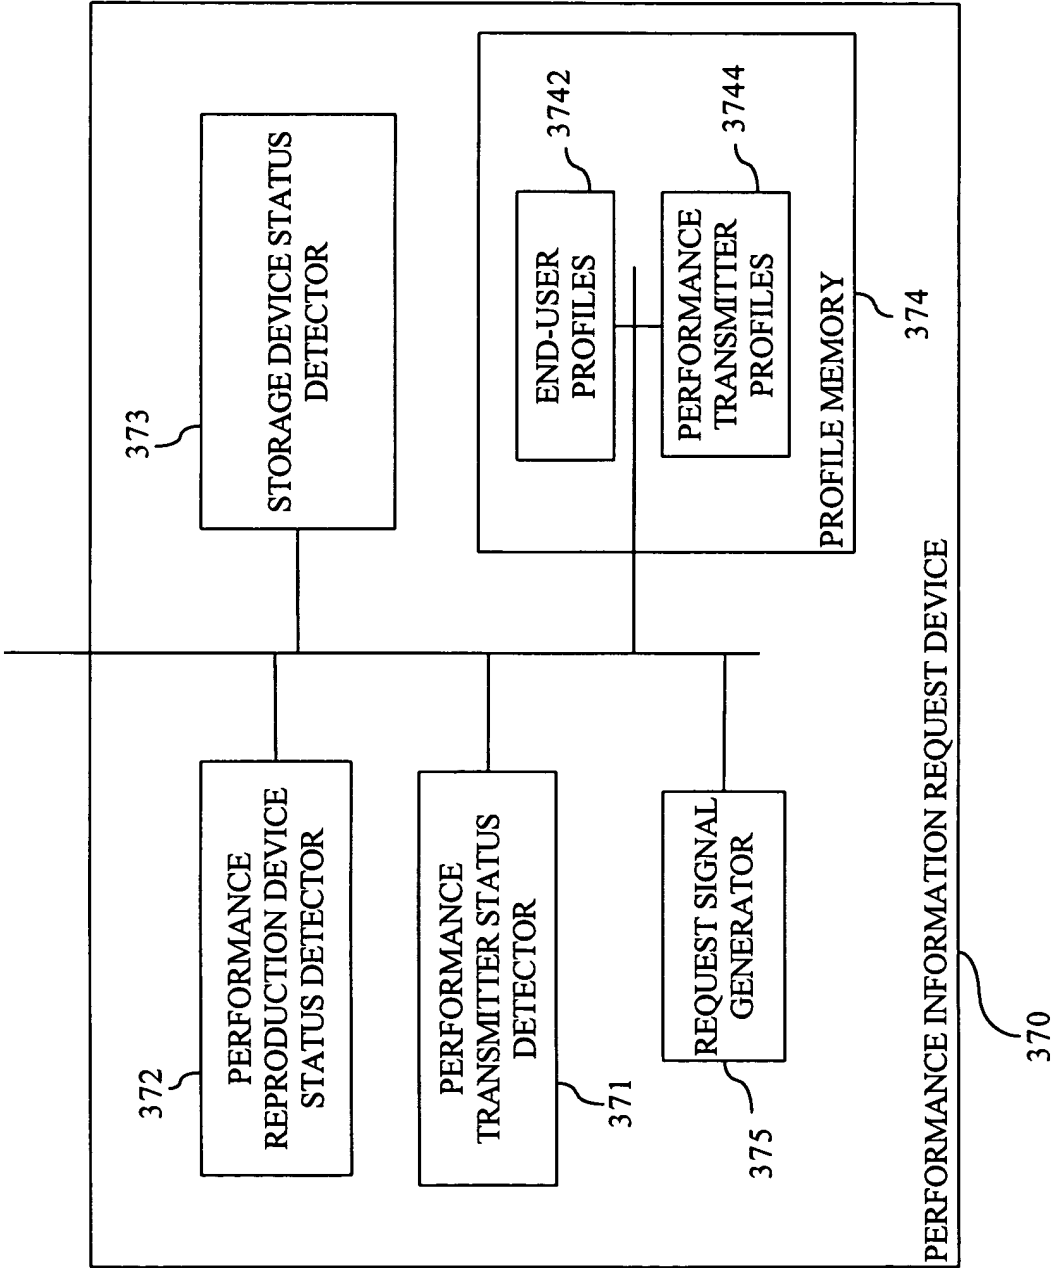 372
PERFORMANCE
REPRODUCTION DEVICE
STATUS DETECTOR
373
STORAGE DEVICE STATUS
DETECTOR
PERFORMANCE
TRANSMITTER STATUS
DETECTOR
371
END-USER
PROFILES
3742
PERFORMANCE
TRANSMITTER
PROFILES
3744
PROFILE MEMORY
374
REQUEST SIGNAL
GENERATOR
375
PERFORMANCE INFORMATION REQUEST DEVICE
370